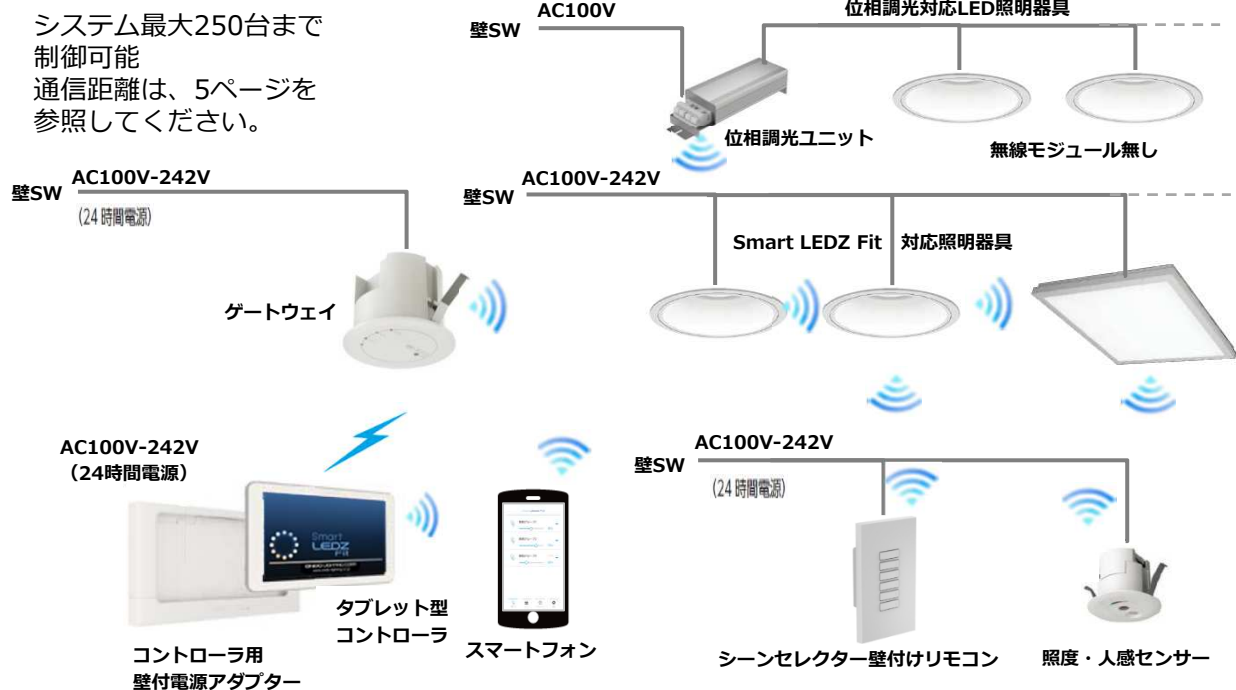 システム最大250台まで
制御可能
通信距離は、5ページを
参照してください。
壁SW
AC100V
位相調光対応LED照明器具
位相調光ユニット
無線モジュール無し
壁SW
AC100V-242V
（24時間電源）
ゲートウェイ
壁SW
AC100V-242V
Smart LEDZ Fit 対応照明器具
AC100V-242V
（24時間電源）
Smart
LEDZ
Fit
タブレット型
コントローラ
コントローラ用
壁付電源アダプター
スマートフォン
壁SW
AC100V-242V
（24時間電源）
シーンセレクター壁付けリモコン
照度・人感センサー